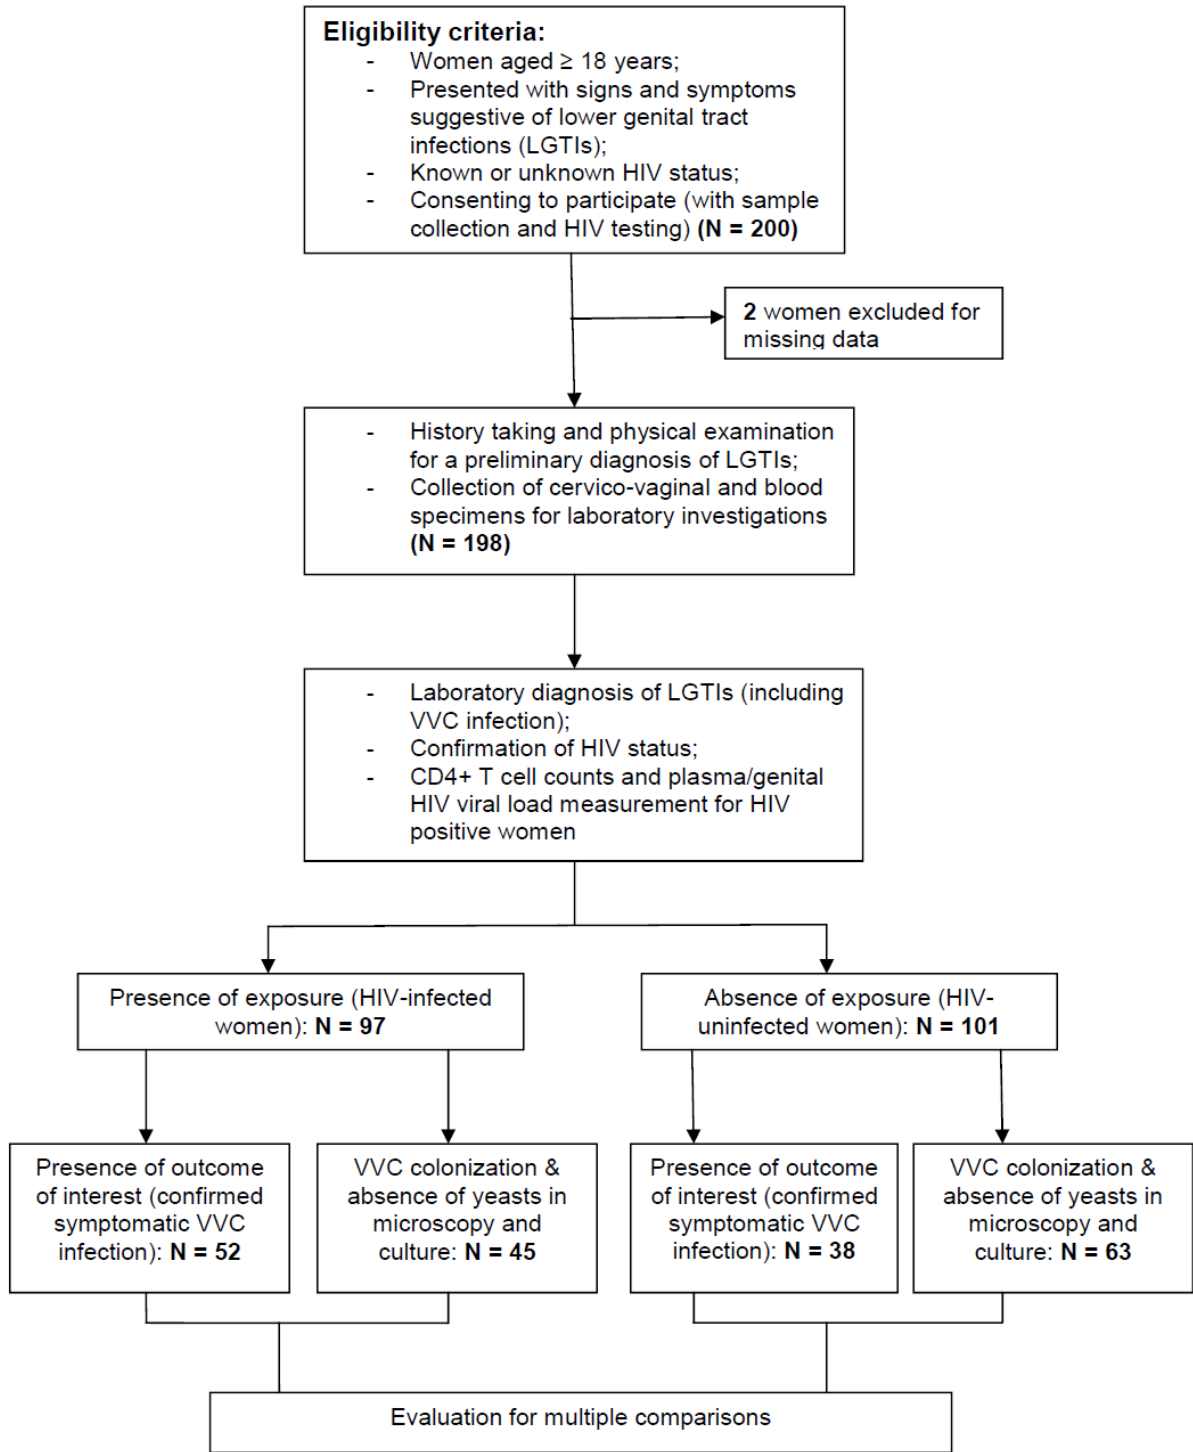 Eligibility criteria:
- Women aged ≥ 18 years;
- Presented with signs and symptoms
suggestive of lower genital tract
infections (LGTIs);
- Known or unknown HIV status;
- Consenting to participate (with sample
collection and HIV testing) (N = 200)
2 women excluded for
missing data
- History taking and physical examination
for a preliminary diagnosis of LGTIs;
- Collection of cervico-vaginal and blood
specimens for laboratory investigations
(N = 198)
- Laboratory diagnosis of LGTIs (including
VVC infection);
- Confirmation of HIV status;
- CD4+ T cell counts and plasma/genital
HIV viral load measurement for HIV
positive women
Presence of exposure (HIV-infected
women): N = 97
Absence of exposure (HIV-
uninfected women): N = 101
Presence of outcome
of interest (confirmed
symptomatic VVC
infection): N = 52
VVC colonization &
absence of yeasts in
microscopy and
culture: N = 45
Presence of outcome
of interest (confirmed
symptomatic VVC
infection): N = 38
VVC colonization &
absence of yeasts in
microscopy and
culture: N = 63
Evaluation for multiple comparisons